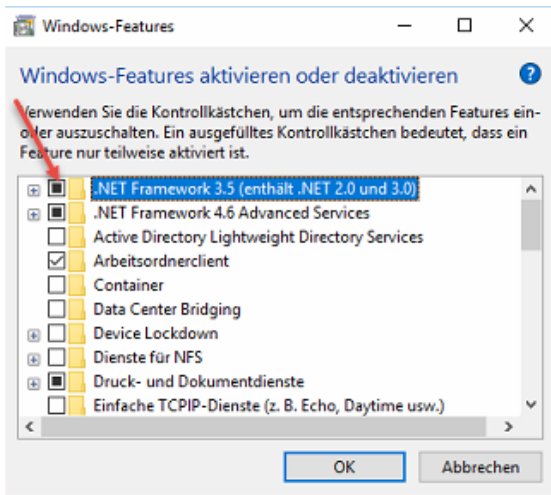 Windows-Features
Windows-Features aktivieren oder deaktivieren
Verwenden Sie die Kontrollkästchen, um die entsprechenden Features ein-
oder auszuschalten. Ein ausgefülltes Kontrollkästchen bedeutet, dass ein
Feature nur teilweise aktiviert ist.
.NET Framework 3.5 (enthält .NET 2.0 und 3.0)
.NET Framework 4.6 Advanced Services
Active Directory Lightweight Directory Services
Arbeitsordnerclient
Container
Data Center Bridging
Device Lockdown
Dienste für NFS
Druck- und Dokumentdienste
Einfache TCPIP-Dienste (z. B. Echo, Daytime usw.)
OK
Abbrechen